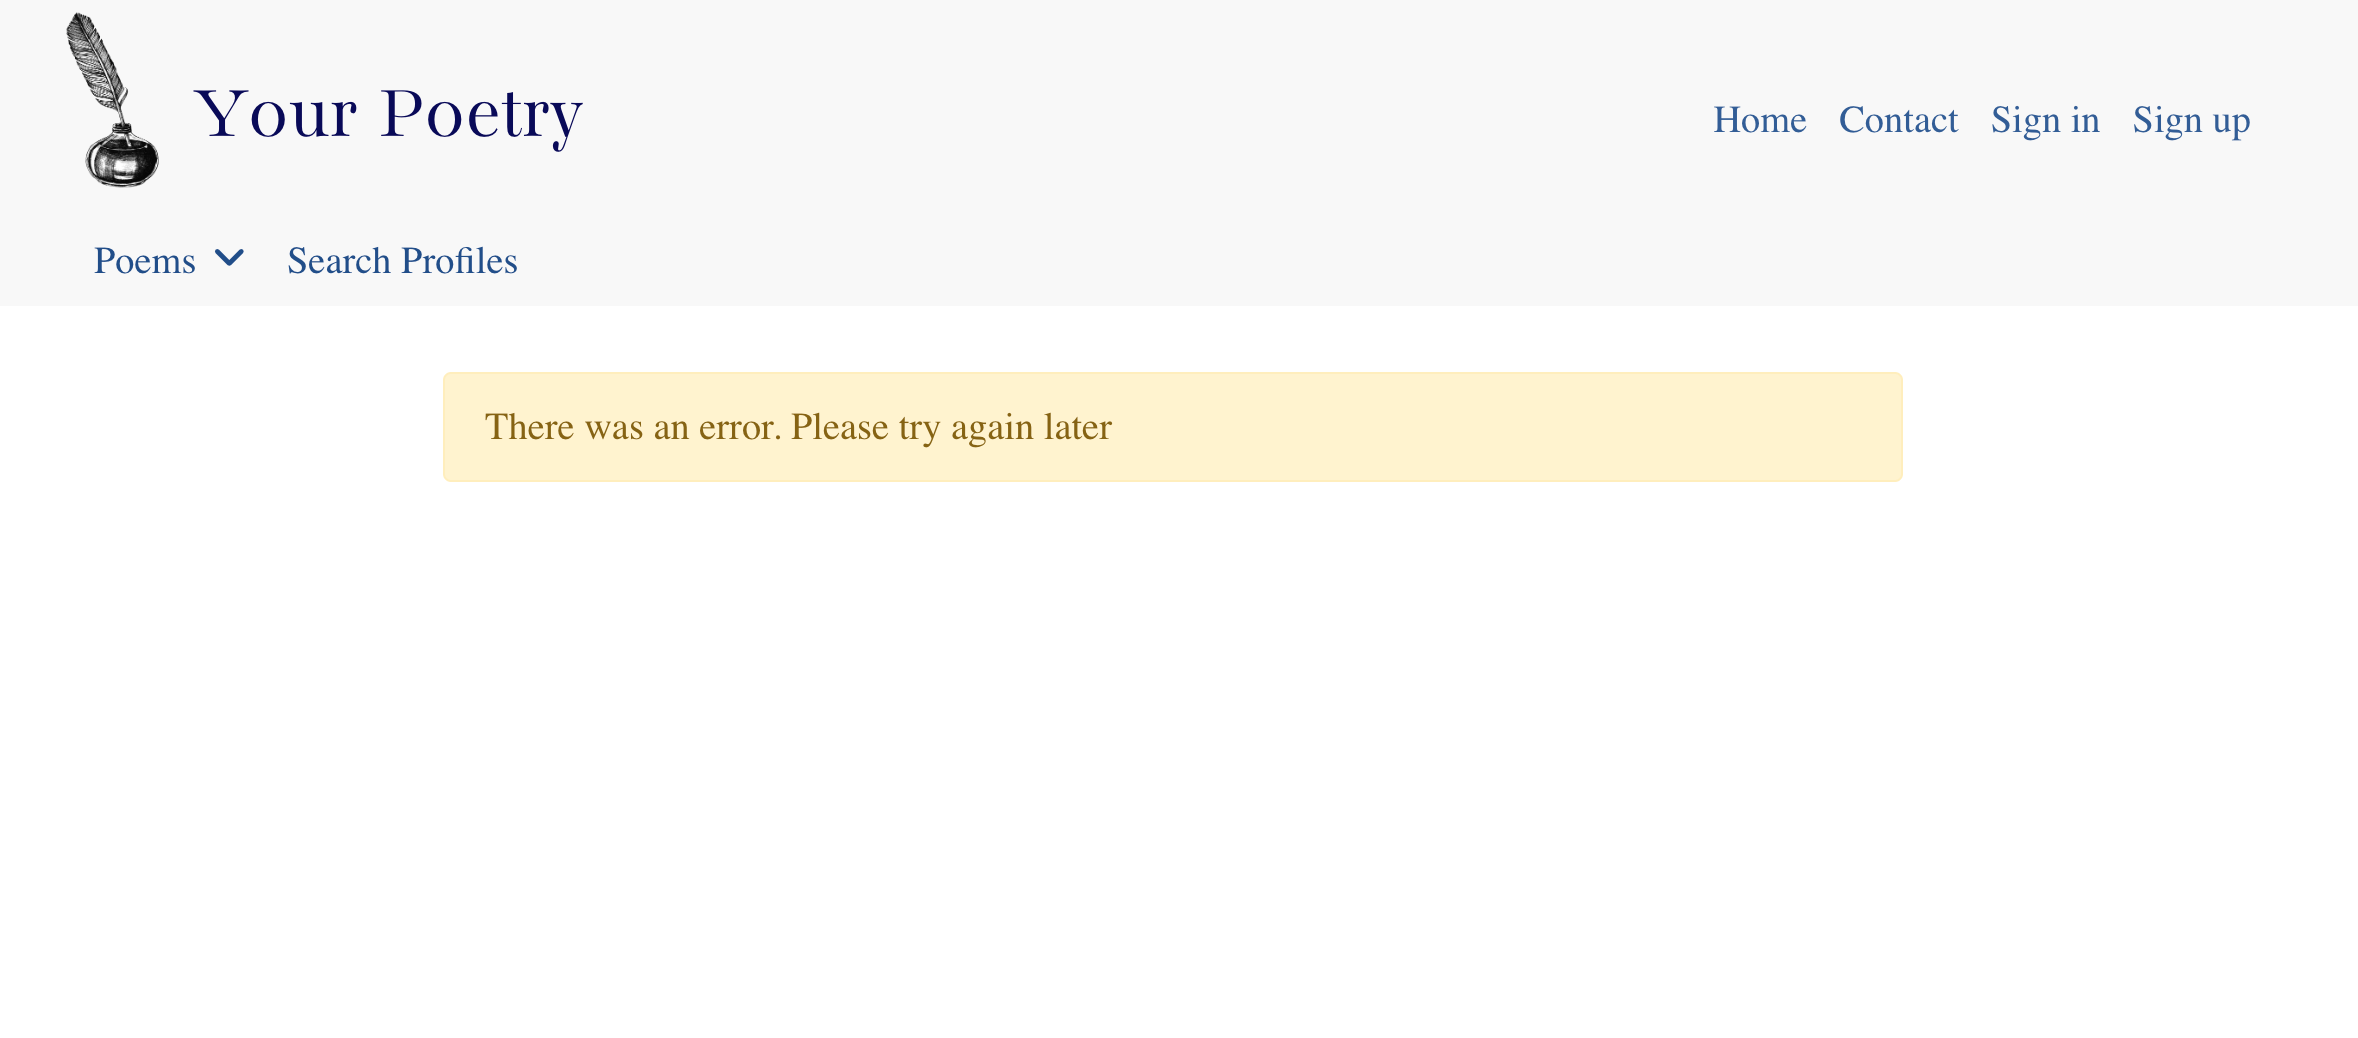 Your Poetry
Home Contact Sign in Sign up
Poems Search Profiles
There was an error. Please try again later